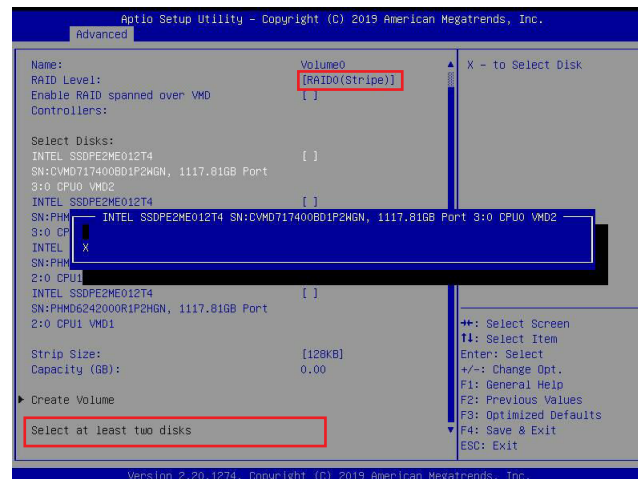 Aptio Setup Utility – Copyright (C) 2019 American Megatrends, Inc.
Advanced
Name: Volume0
RAID Level: [RAID0(Stripe)]
Enable RAID spanned over VMD [ ]
Controllers:
Select Disks:
INTEL SSDPE2ME012T4 [ ]
SN:CVMD717400BD1P2WGN, 1117.81GB Port
3:0 CPU0 VMD2
INTEL SSDPE2ME012T4 [ ]
SN:PHM
3:0 CP
INTEL
SN:PHM
2:0 CPU1
INTEL SSDPE2ME012T4 SN:CVMD717400BD1P2WGN, 1117.81GB Port 3:0 CPU0 VMD2
X
INTEL SSDPE2ME012T4 [ ]
SN:PHMD6242000R1P2HGN, 1117.81GB Port
2:0 CPU1 VMD1
Strip Size: [128KB]
Capacity (GB): 0.00
Create Volume
Select at least two disks
X – to Select Disk
→←: Select Screen
↑↓: Select Item
Enter: Select
+/-: Change Opt.
F1: General Help
F2: Previous Values
F3: Optimized Defaults
F4: Save & Exit
ESC: Exit
Version 2.20.1274. Copyright (C) 2019 American Megatrends, Inc.